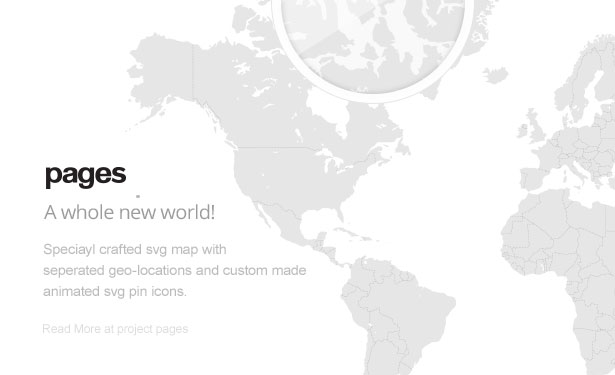 pages
A whole new world!
Speciayl crafted svg map with
seperated geo-locations and custom made
animated svg pin icons.
Read More at project pages